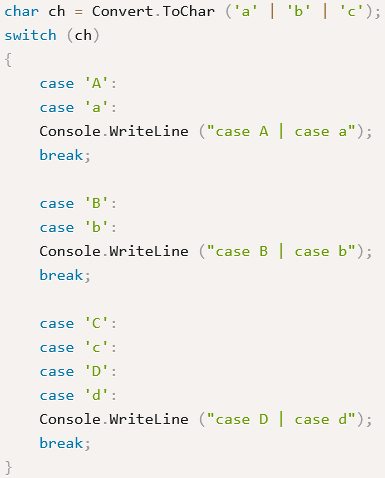 char ch = Convert.ToChar ('a' | 'b' | 'c');
switch (ch)
{
    case 'A':
    case 'a':
    Console.WriteLine ("case A | case a");
    break;

    case 'B':
    case 'b':
    Console.WriteLine ("case B | case b");
    break;

    case 'C':
    case 'c':
    case 'D':
    case 'd':
    Console.WriteLine ("case D | case d");
    break;
}